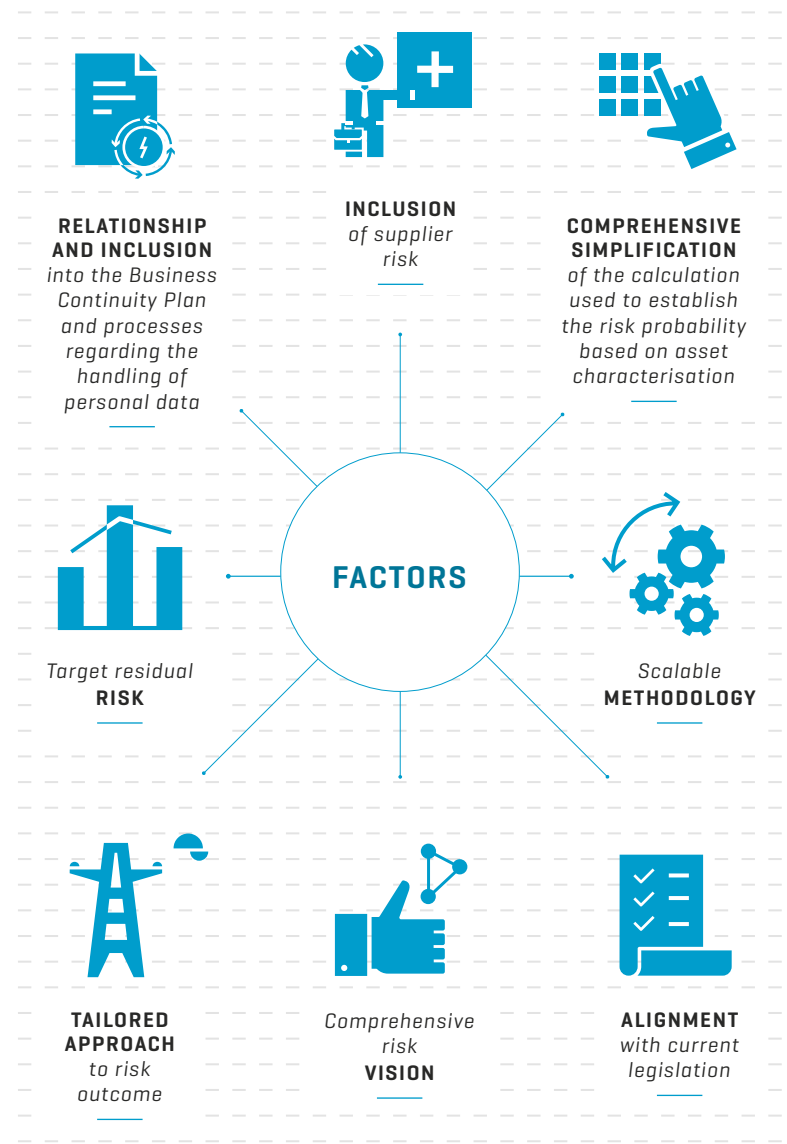 RELATIONSHIP
AND INCLUSION
into the Business
Continuity Plan
and processes
regarding the
handling of
personal data
INCLUSION
of supplier
risk
COMPREHENSIVE
SIMPLIFICATION
of the calculation
used to establish
the risk probability
based on asset
characterisation
FACTORS
Target residual
RISK
Scalable
METHODOLOGY
TAILORED
APPROACH
to risk
outcome
Comprehensive
risk
VISION
ALIGNMENT
with current
legislation